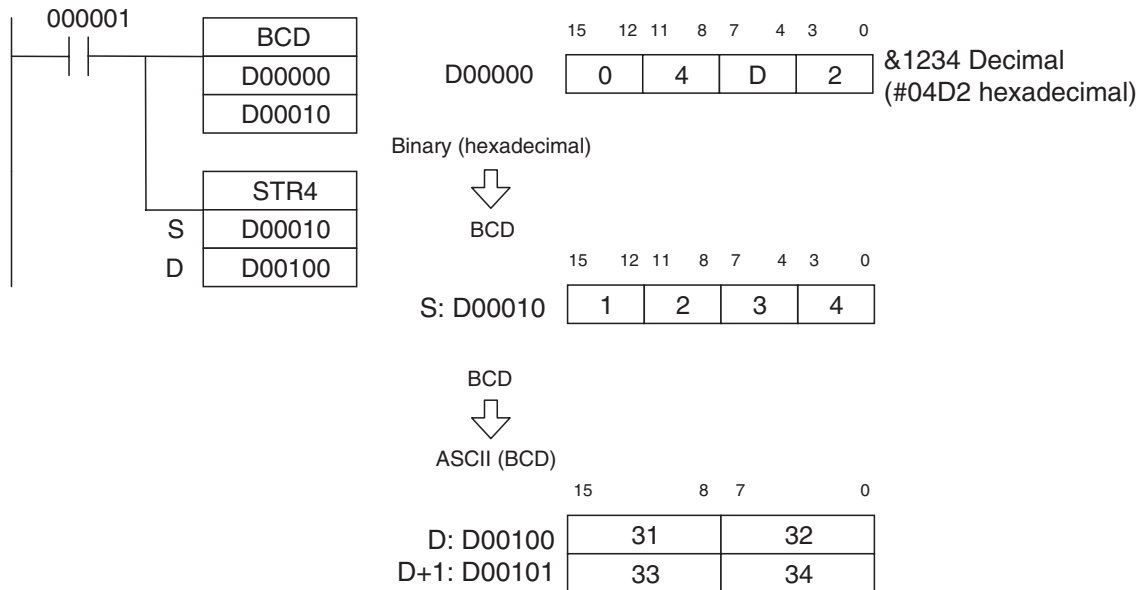 000001
BCD
D00000
D00010
STR4
S D00010
D D00100
15 12 11 8 7 4 3 0
D00000 0 4 D 2 &1234 Decimal
(#04D2 hexadecimal)
Binary (hexadecimal)
BCD
15 12 11 8 7 4 3 0
S: D00010 1 2 3 4
BCD
ASCII (BCD)
15 8 7 0
D: D00100 31 32
D+1: D00101 33 34